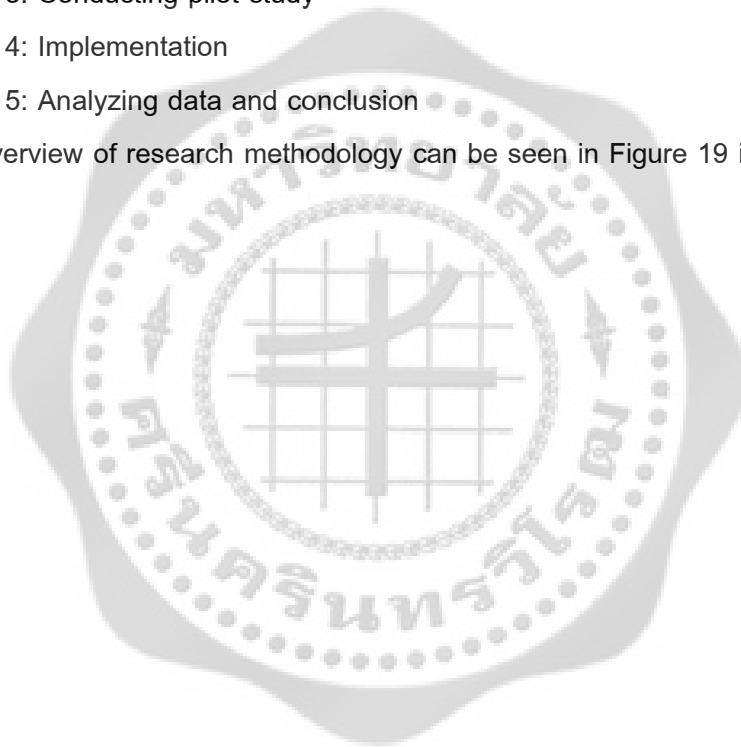 3: Conducting pilot study
4: Implementation
5: Analyzing data and conclusion
verview of research methodology can be seen in Figure 19 i
มหาวิทยาลัย
ศรีนครินทรวิโรฒ